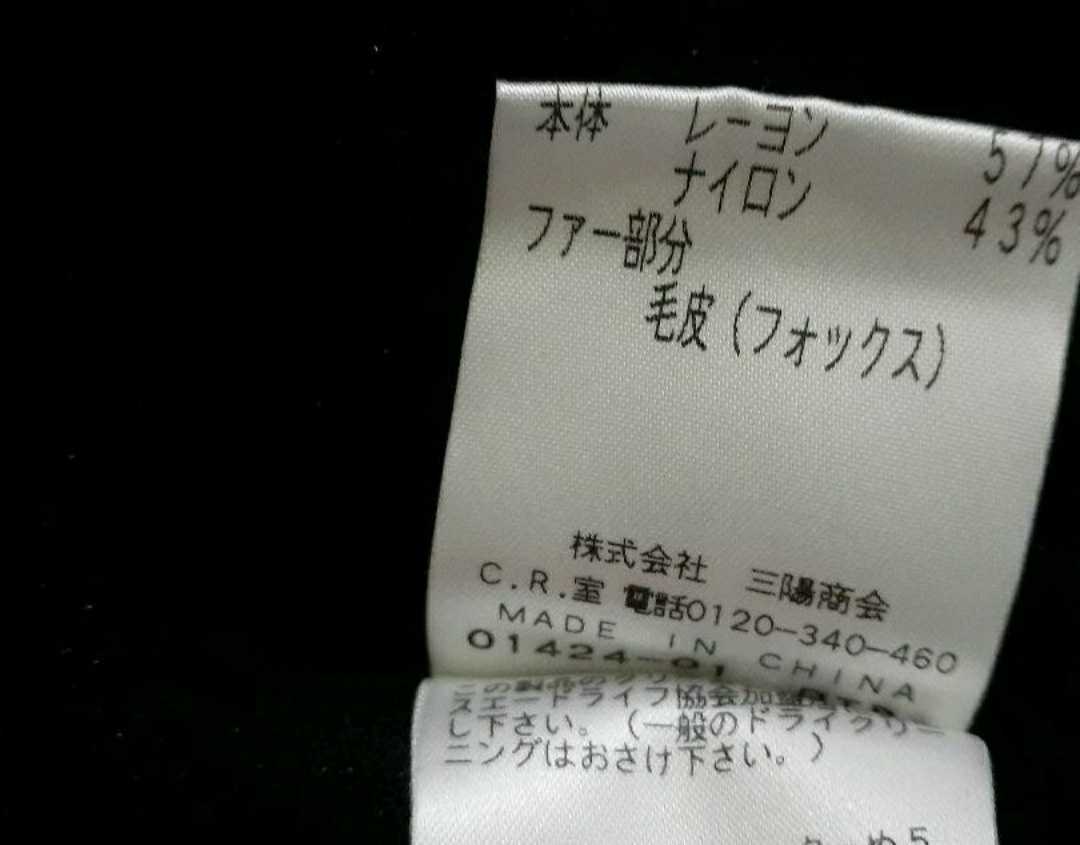 本体 レーヨン 57%
ナイロン 43%
ファー部分
毛皮(フォックス)
株式会社 三陽商会
C.R.室 電話0120-340-460
MADE IN CHINA
01424-01
スエードライフ協会加盟
し下さい。(一般のドライクリー
ニングはおさけ下さい。)